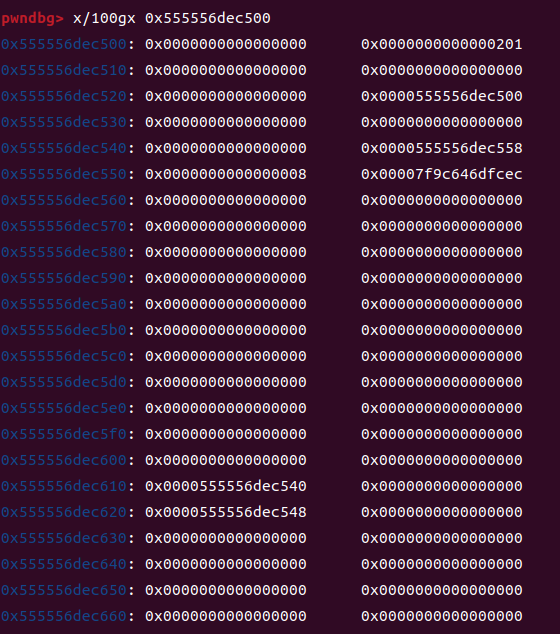 pwndbg> x/100gx 0x555556dec500
0x555556dec500: 0x0000000000000000 0x0000000000000201
0x555556dec510: 0x0000000000000000 0x0000000000000000
0x555556dec520: 0x0000000000000000 0x0000555556dec500
0x555556dec530: 0x0000000000000000 0x0000000000000000
0x555556dec540: 0x0000000000000000 0x0000555556dec558
0x555556dec550: 0x0000000000000008 0x00007f9c646dfcec
0x555556dec560: 0x0000000000000000 0x0000000000000000
0x555556dec570: 0x0000000000000000 0x0000000000000000
0x555556dec580: 0x0000000000000000 0x0000000000000000
0x555556dec590: 0x0000000000000000 0x0000000000000000
0x555556dec5a0: 0x0000000000000000 0x0000000000000000
0x555556dec5b0: 0x0000000000000000 0x0000000000000000
0x555556dec5c0: 0x0000000000000000 0x0000000000000000
0x555556dec5d0: 0x0000000000000000 0x0000000000000000
0x555556dec5e0: 0x0000000000000000 0x0000000000000000
0x555556dec5f0: 0x0000000000000000 0x0000000000000000
0x555556dec600: 0x0000000000000000 0x0000000000000000
0x555556dec610: 0x0000555556dec540 0x0000000000000000
0x555556dec620: 0x0000555556dec548 0x0000000000000000
0x555556dec630: 0x0000000000000000 0x0000000000000000
0x555556dec640: 0x0000000000000000 0x0000000000000000
0x555556dec650: 0x0000000000000000 0x0000000000000000
0x555556dec660: 0x0000000000000000 0x0000000000000000